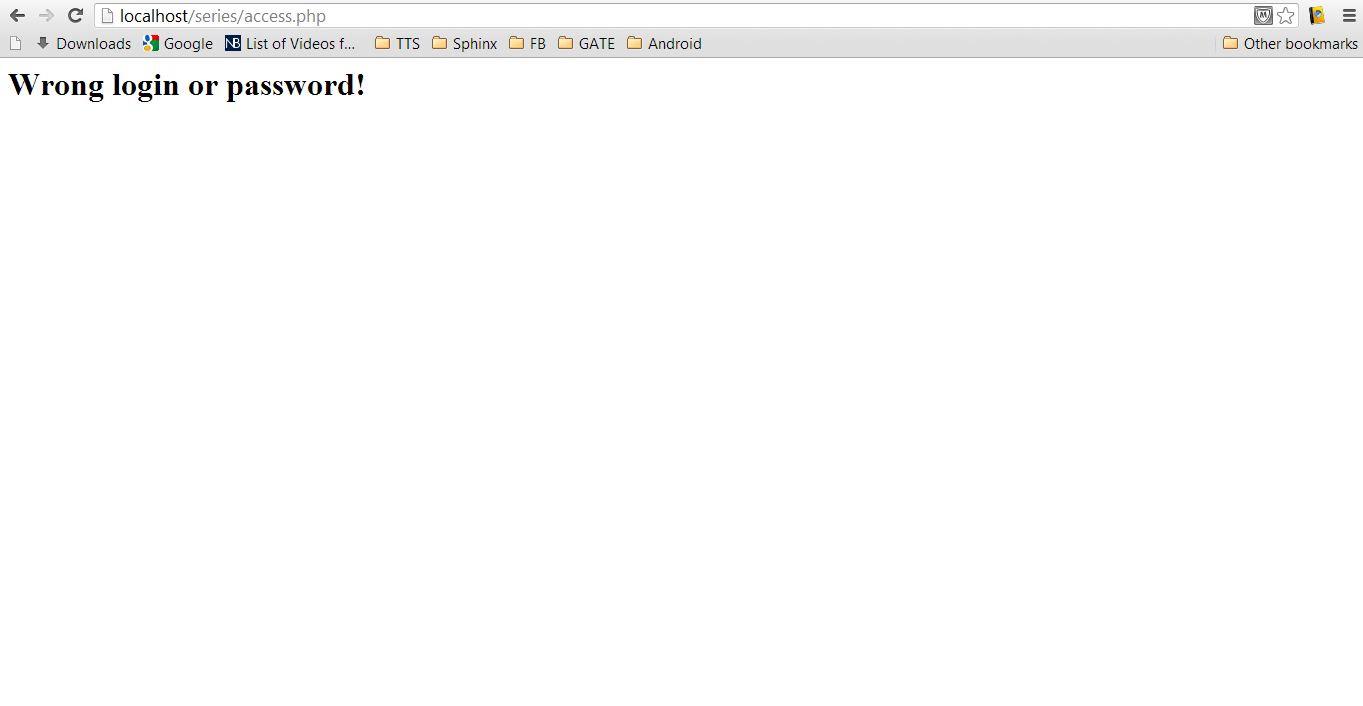 localhost/series/access.php
Downloads Google NB List of Videos f... TTS Sphinx FB GATE Android Other bookmarks
Wrong login or password!